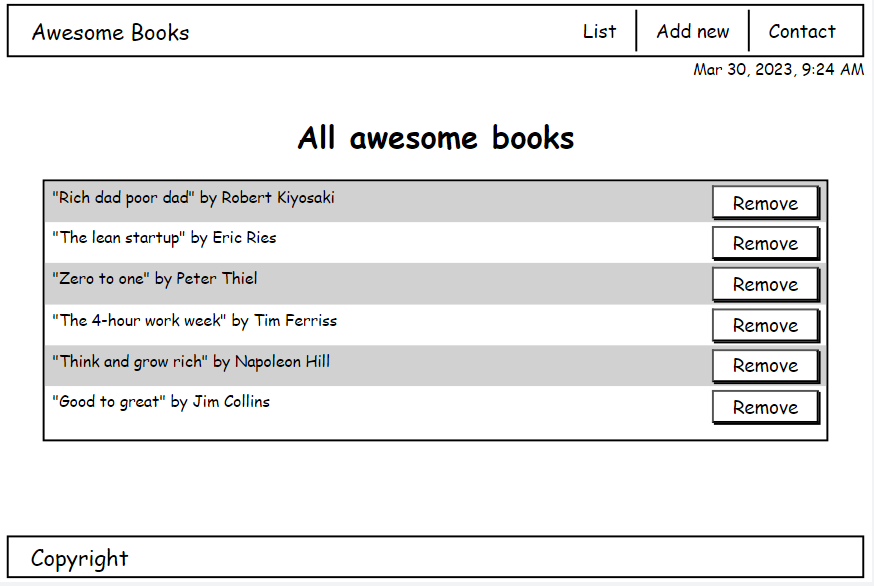 Awesome Books List Add new Contact
Mar 30, 2023, 9:24 AM
All awesome books
"Rich dad poor dad" by Robert Kiyosaki Remove
"The lean startup" by Eric Ries Remove
"Zero to one" by Peter Thiel Remove
"The 4-hour work week" by Tim Ferriss Remove
"Think and grow rich" by Napoleon Hill Remove
"Good to great" by Jim Collins Remove
Copyright